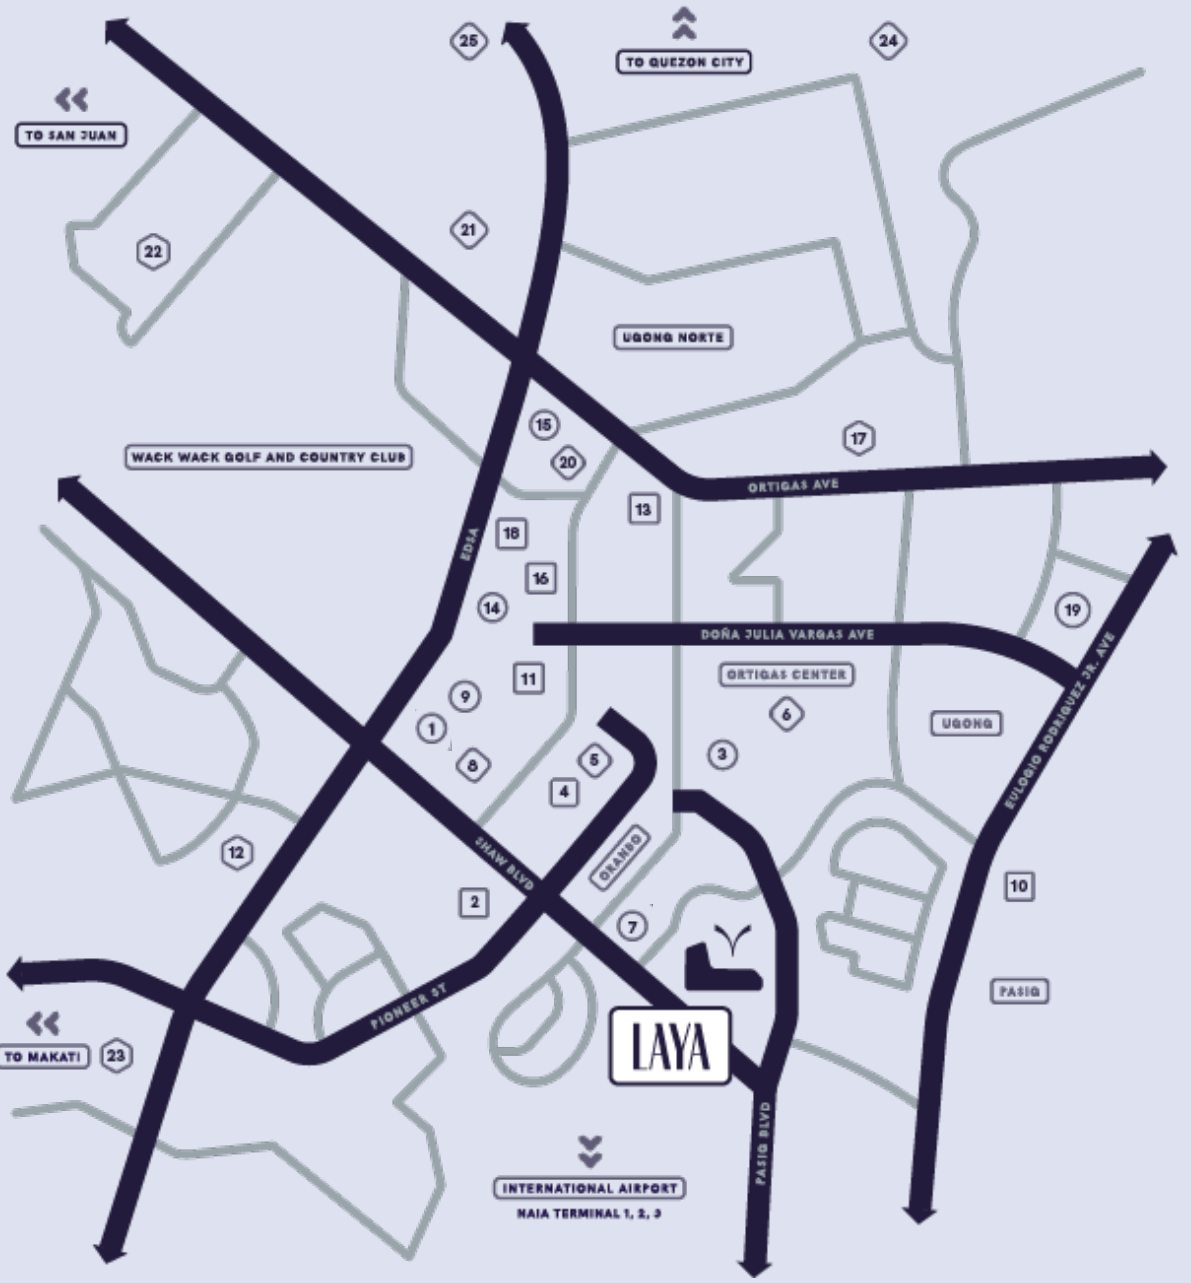 25
24
TO QUEZON CITY
TO SAN JUAN
21
22
UGONG NORTE
15
17
20
WACK WACK GOLF AND COUNTRY CLUB
ORTIGAS AVE
13
18
EDSA
16
14
19
DOÑA JULIA VARGAS AVE
11
ORTIGAS CENTER
9
6
1
UGONG
EULOGIO RODRIGUEZ JR. AVE
3
5
8
4
12
SHAW BLVD
ORANBO
10
2
7
PASIG
PIONEER ST
LAYA
TO MAKATI
23
PASIG BLVD
INTERNATIONAL AIRPORT
NAIA TERMINAL 1, 2, 3